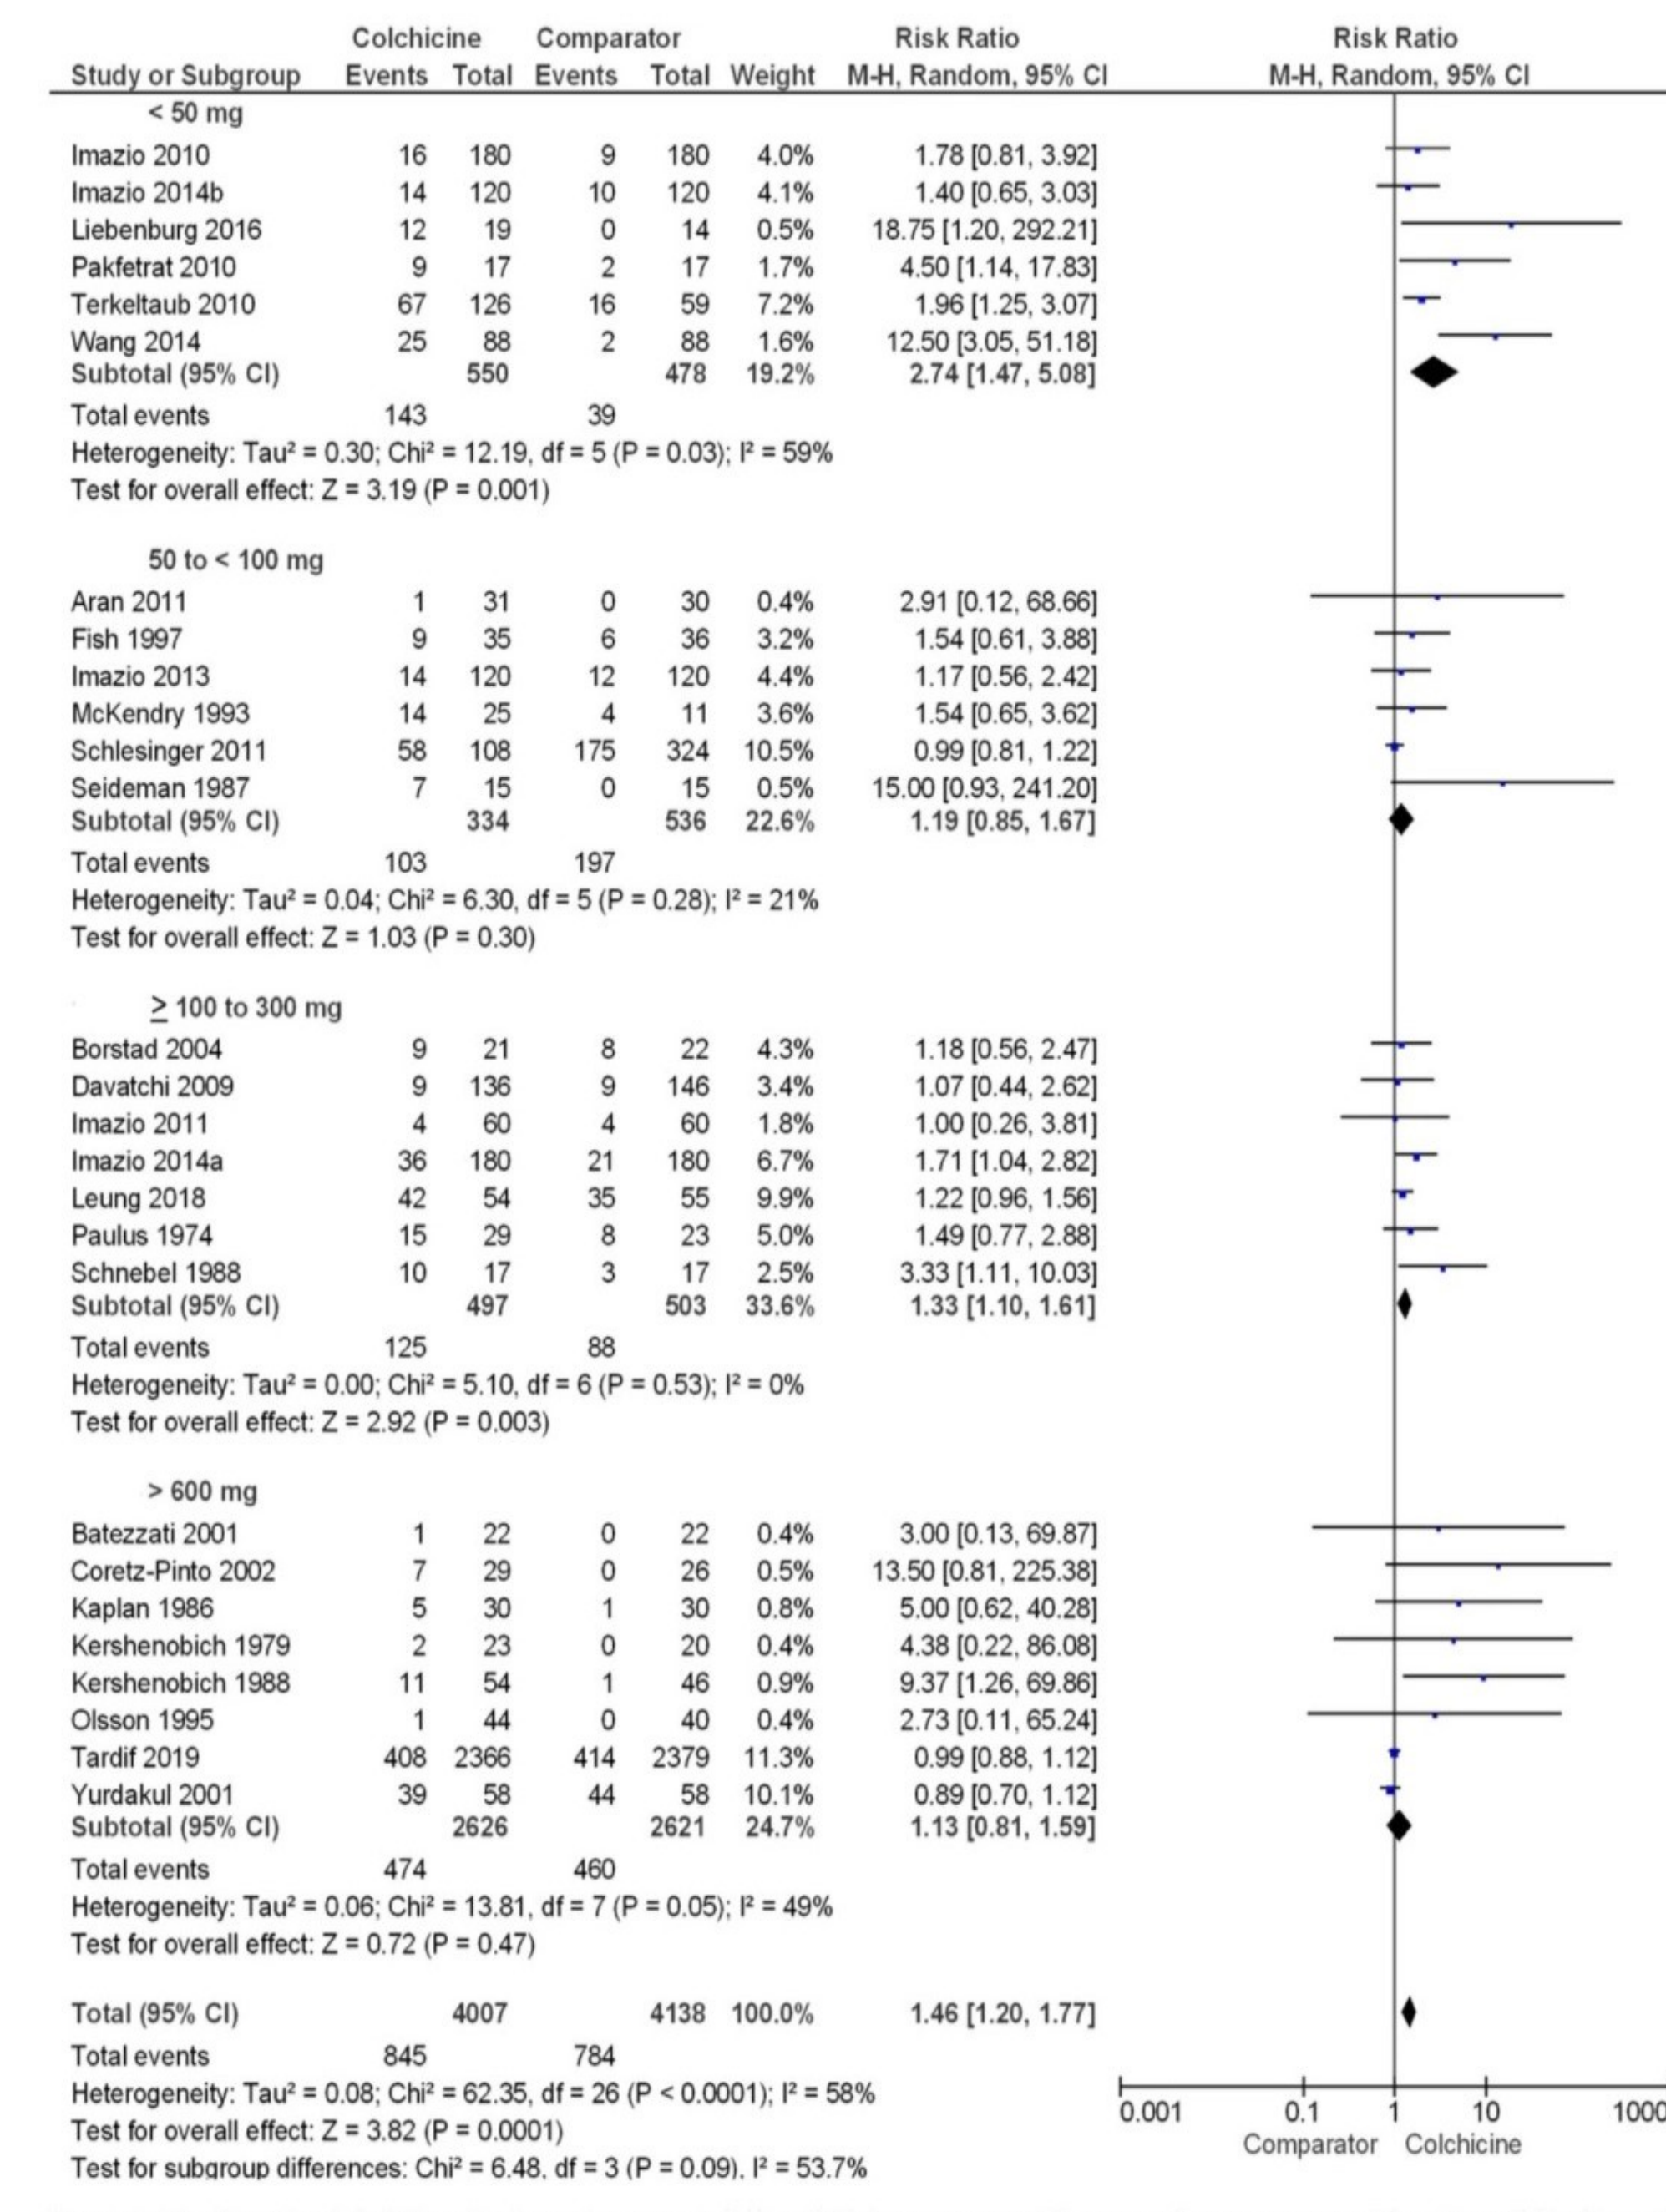 Colchicine Comparator Risk Ratio Risk Ratio
Study or Subgroup Events Total Events Total Weight M-H, Random, 95% CI M-H, Random, 95% CI
< 50 mg
Imazio 2010 16 180 9 180 4.0% 1.78 [0.81, 3.92]
Imazio 2014b 14 120 10 120 4.1% 1.40 [0.65, 3.03]
Liebenburg 2016 12 19 0 14 0.5% 18.75 [1.20, 292.21]
Pakfetrat 2010 9 17 2 17 1.7% 4.50 [1.14, 17.83]
Terkeltaub 2010 67 126 16 59 7.2% 1.96 [1.25, 3.07]
Wang 2014 25 88 2 88 1.6% 12.50 [3.05, 51.18]
Subtotal (95% CI) 550 478 19.2% 2.74 [1.47, 5.08]
Total events 143 39
Heterogeneity: Tau² = 0.30; Chi² = 12.19, df = 5 (P = 0.03); I² = 59%
Test for overall effect: Z = 3.19 (P = 0.001)
50 to < 100 mg
Aran 2011 1 31 0 30 0.4% 2.91 [0.12, 68.66]
Fish 1997 9 35 6 36 3.2% 1.54 [0.61, 3.88]
Imazio 2013 14 120 12 120 4.4% 1.17 [0.56, 2.42]
McKendry 1993 14 25 4 11 3.6% 1.54 [0.65, 3.62]
Schlesinger 2011 58 108 175 324 10.5% 0.99 [0.81, 1.22]
Seideman 1987 7 15 0 15 0.5% 15.00 [0.93, 241.20]
Subtotal (95% CI) 334 536 22.6% 1.19 [0.85, 1.67]
Total events 103 197
Heterogeneity: Tau² = 0.04; Chi² = 6.30, df = 5 (P = 0.28); I² = 21%
Test for overall effect: Z = 1.03 (P = 0.30)
≥ 100 to 300 mg
Borstad 2004 9 21 8 22 4.3% 1.18 [0.56, 2.47]
Davatchi 2009 9 136 9 146 3.4% 1.07 [0.44, 2.62]
Imazio 2011 4 60 4 60 1.8% 1.00 [0.26, 3.81]
Imazio 2014a 36 180 21 180 6.7% 1.71 [1.04, 2.82]
Leung 2018 42 54 35 55 9.9% 1.22 [0.96, 1.56]
Paulus 1974 15 29 8 23 5.0% 1.49 [0.77, 2.88]
Schnebel 1988 10 17 3 17 2.5% 3.33 [1.11, 10.03]
Subtotal (95% CI) 497 503 33.6% 1.33 [1.10, 1.61]
Total events 125 88
Heterogeneity: Tau² = 0.00; Chi² = 5.10, df = 6 (P = 0.53); I² = 0%
Test for overall effect: Z = 2.92 (P = 0.003)
> 600 mg
Batezzati 2001 1 22 0 22 0.4% 3.00 [0.13, 69.87]
Coretz-Pinto 2002 7 29 0 26 0.5% 13.50 [0.81, 225.38]
Kaplan 1986 5 30 1 30 0.8% 5.00 [0.62, 40.28]
Kershenobich 1979 2 23 0 20 0.4% 4.38 [0.22, 86.08]
Kershenobich 1988 11 54 1 46 0.9% 9.37 [1.26, 69.86]
Olsson 1995 1 44 0 40 0.4% 2.73 [0.11, 65.24]
Tardif 2019 408 2366 414 2379 11.3% 0.99 [0.88, 1.12]
Yurdakul 2001 39 58 44 58 10.1% 0.89 [0.70, 1.12]
Subtotal (95% CI) 2626 2621 24.7% 1.13 [0.81, 1.59]
Total events 474 460
Heterogeneity: Tau² = 0.06; Chi² = 13.81, df = 7 (P = 0.05); I² = 49%
Test for overall effect: Z = 0.72 (P = 0.47)
Total (95% CI) 4007 4138 100.0% 1.46 [1.20, 1.77]
Total events 845 784
Heterogeneity: Tau² = 0.08; Chi² = 62.35, df = 26 (P < 0.0001); I² = 58%
Test for overall effect: Z = 3.82 (P = 0.0001)
Test for subgroup differences: Chi² = 6.48, df = 3 (P = 0.09), I² = 53.7%
0.001 0.1 1 10 1000
Comparator Colchicine